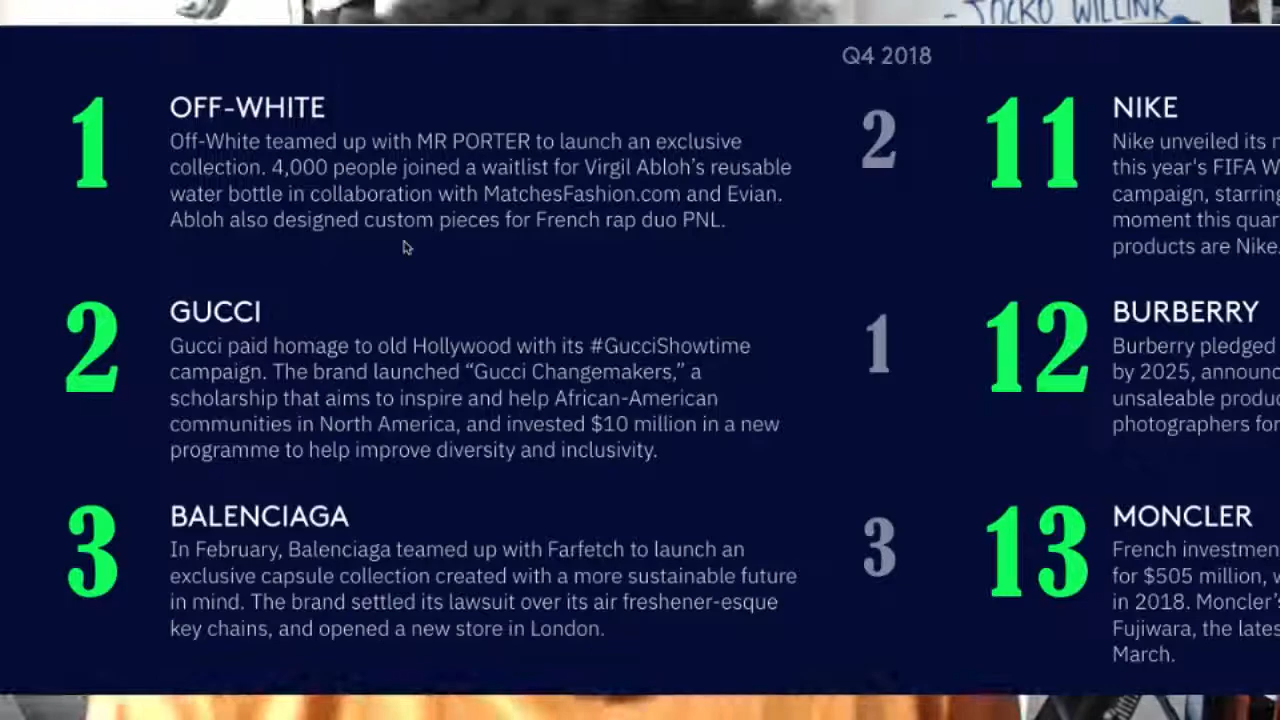 - JOCKO WILLINK
Q4 2018
1
OFF-WHITE
Off-White teamed up with MR PORTER to launch an exclusive
collection. 4,000 people joined a waitlist for Virgil Abloh’s reusable
water bottle in collaboration with MatchesFashion.com and Evian.
Abloh also designed custom pieces for French rap duo PNL.
2
2
GUCCI
Gucci paid homage to old Hollywood with its #GucciShowtime
campaign. The brand launched “Gucci Changemakers,” a
scholarship that aims to inspire and help African-American
communities in North America, and invested $10 million in a new
programme to help improve diversity and inclusivity.
1
3
BALENCIAGA
In February, Balenciaga teamed up with Farfetch to launch an
exclusive capsule collection created with a more sustainable future
in mind. The brand settled its lawsuit over its air freshener-esque
key chains, and opened a new store in London.
3
11
NIKE
Nike unveiled its
this year's FIFA
campaign, starring
moment this
products are Nike.
12
BURBERRY
Burberry pledged
by 2025,
unsaleable
photographers for
13
MONCLER
French
for $505 million,
in 2018. Moncler’s
Fujiwara, the
March.